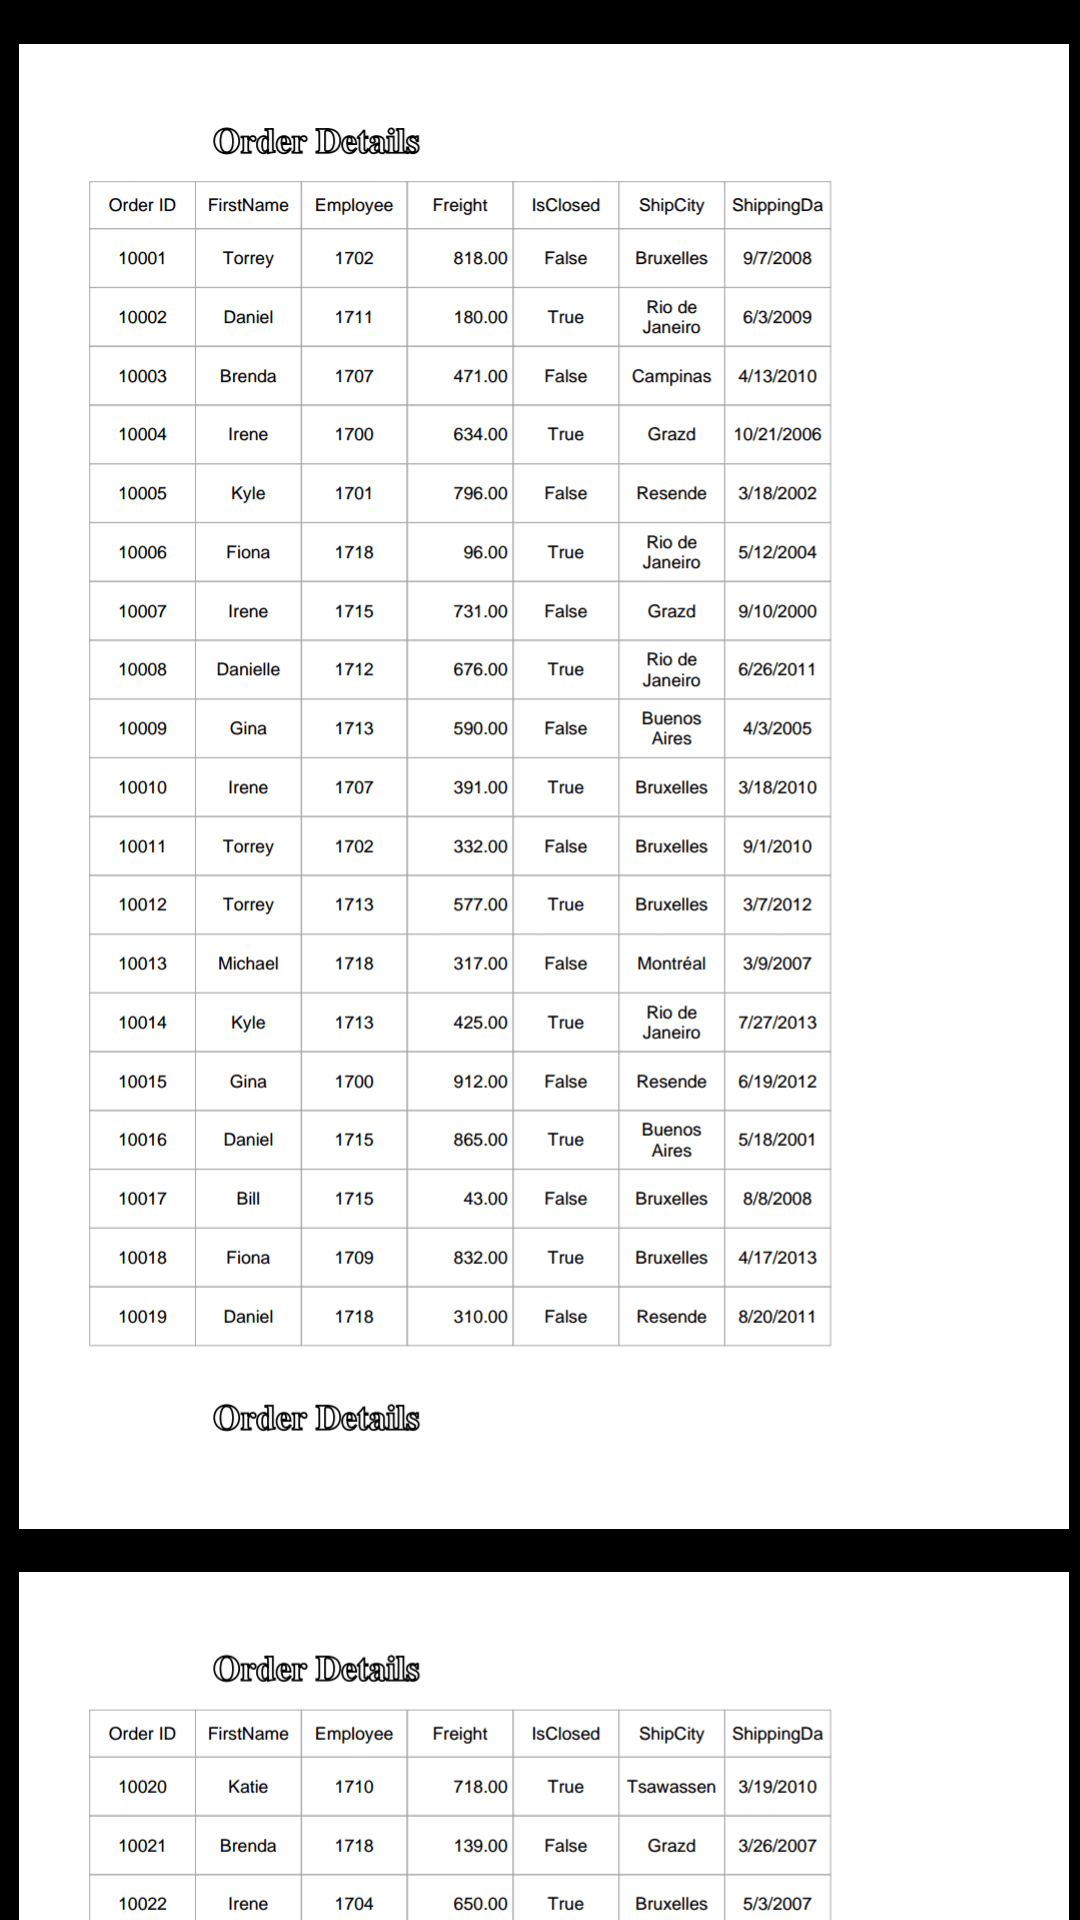 Order Details
Order ID FirstName Employee Freight IsClosed ShipCity ShippingDa
10001 Torrey 1702 818.00 False Bruxelles 9/7/2008
10002 Daniel 1711 180.00 True Rio de Janeiro 6/3/2009
10003 Brenda 1707 471.00 False Campinas 4/13/2010
10004 Irene 1700 634.00 True Grazd 10/21/2006
10005 Kyle 1701 796.00 False Resende 3/18/2002
10006 Fiona 1718 96.00 True Rio de Janeiro 5/12/2004
10007 Irene 1715 731.00 False Grazd 9/10/2000
10008 Danielle 1712 676.00 True Rio de Janeiro 6/26/2011
10009 Gina 1713 590.00 False Buenos Aires 4/3/2005
10010 Irene 1707 391.00 True Bruxelles 3/18/2010
10011 Torrey 1702 332.00 False Bruxelles 9/1/2010
10012 Torrey 1713 577.00 True Bruxelles 3/7/2012
10013 Michael 1718 317.00 False Montréal 3/9/2007
10014 Kyle 1713 425.00 True Rio de Janeiro 7/27/2013
10015 Gina 1700 912.00 False Resende 6/19/2012
10016 Daniel 1715 865.00 True Buenos Aires 5/18/2001
10017 Bill 1715 43.00 False Bruxelles 8/8/2008
10018 Fiona 1709 832.00 True Bruxelles 4/17/2013
10019 Daniel 1718 310.00 False Resende 8/20/2011
Order Details
Order Details
Order ID FirstName Employee Freight IsClosed ShipCity ShippingDa
10020 Katie 1710 718.00 True Tsawassen 3/19/2010
10021 Brenda 1718 139.00 False Grazd 3/26/2007
10022 Irene 1704 650.00 True Bruxelles 5/3/2007